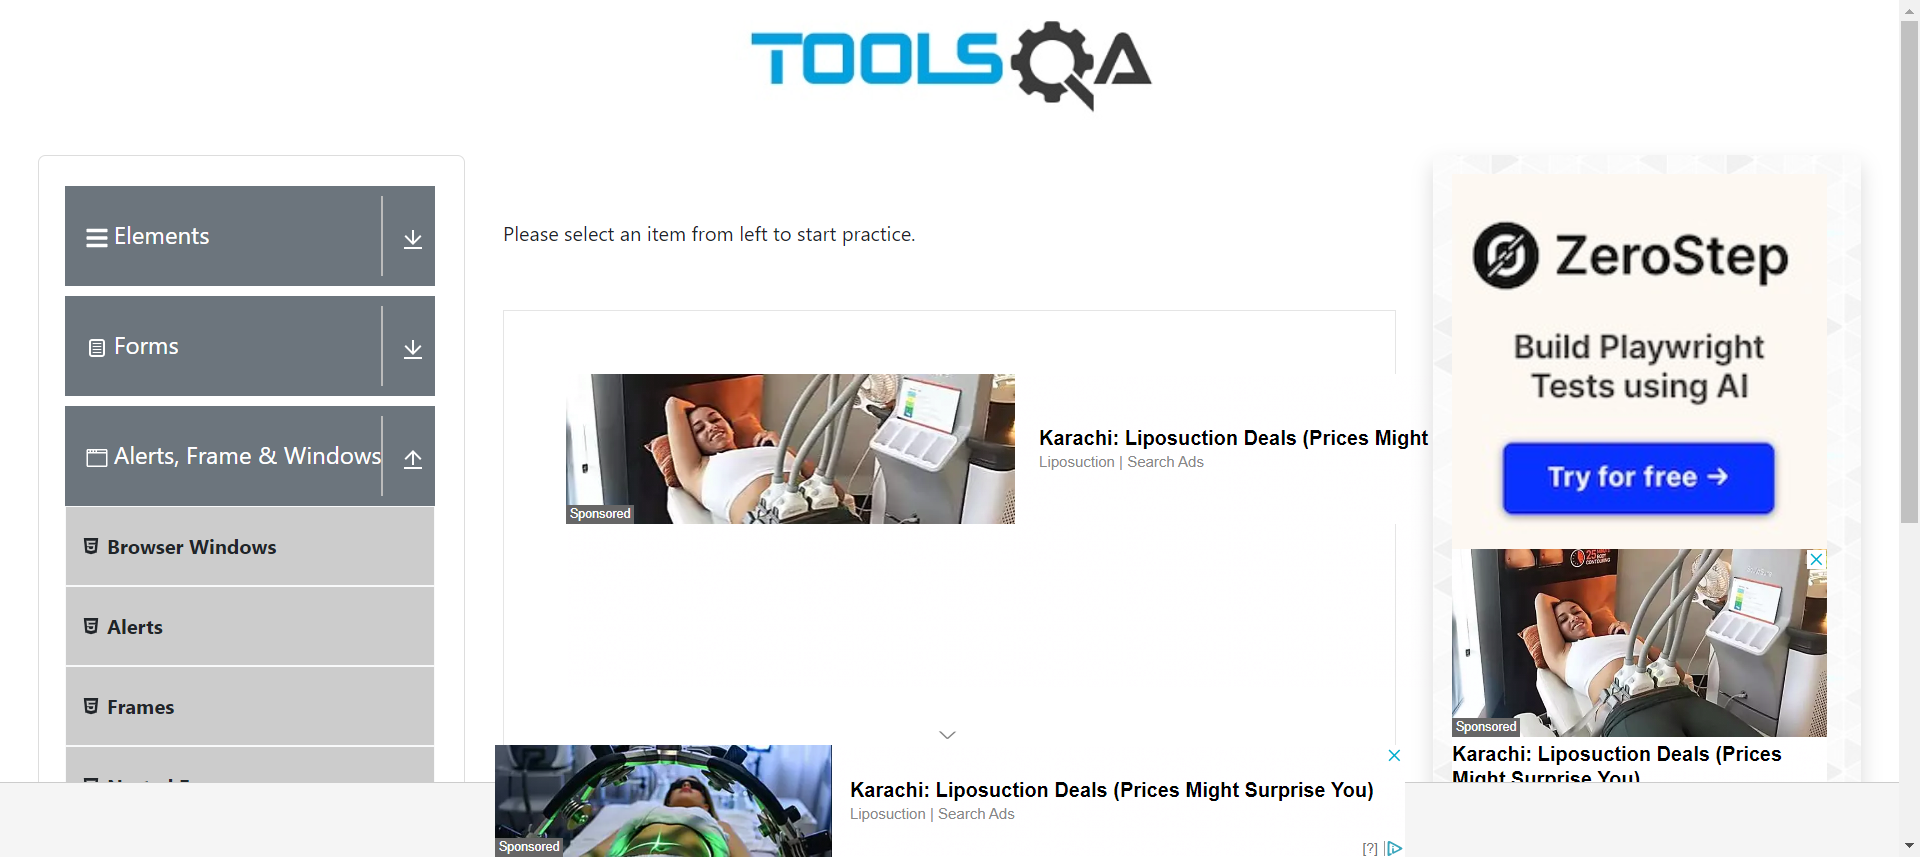 TOOLSQA
Elements
Forms
Alerts, Frame & Windows
Browser Windows
Alerts
Frames
Please select an item from left to start practice.
Sponsored
Karachi: Liposuction Deals (Prices Might
Liposuction | Search Ads
Sponsored
Karachi: Liposuction Deals (Prices Might Surprise You)
Liposuction | Search Ads
[?]
ZeroStep
Build Playwright
Tests using AI
Try for free →
25
Sponsored
Karachi: Liposuction Deals (Prices
Might Surprise You)